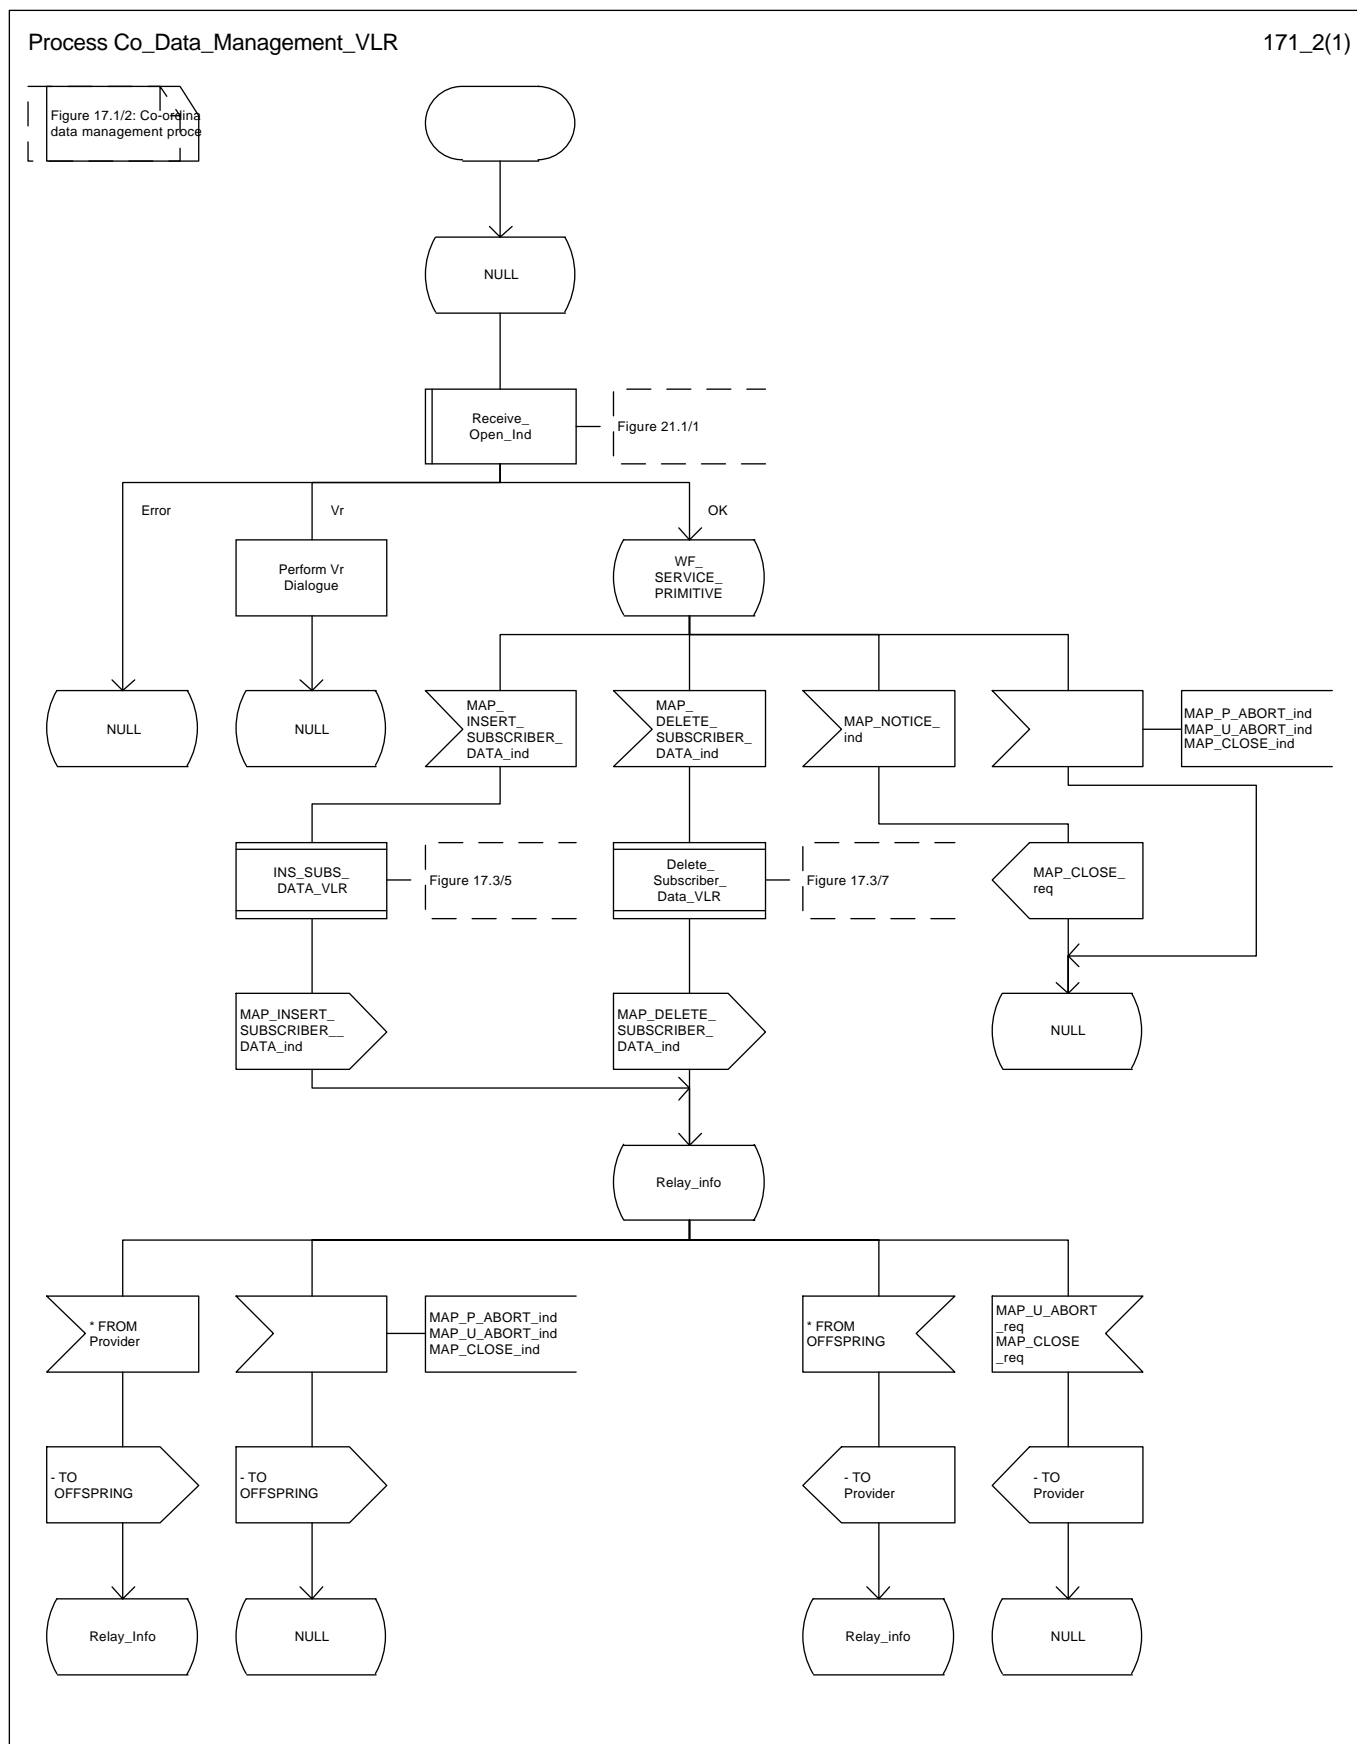 Process Co_Data_Management_VLR
171_2(1)
Figure 17.1/2: Co-ordina
data management proce
NULL
Receive_
Open_Ind
Figure 21.1/1
Error
Vr
OK
Perform Vr
Dialogue
WF_
SERVICE_
PRIMITIVE
NULL
NULL
MAP_
INSERT_
SUBSCRIBER_
DATA_ind
MAP_
DELETE_
SUBSCRIBER_
DATA_ind
MAP_NOTICE_
ind
MAP_P_ABORT_ind
MAP_U_ABORT_ind
MAP_CLOSE_ind
INS_SUBS_
DATA_VLR
Figure 17.3/5
Delete_
Subscriber_
Data_VLR
Figure 17.3/7
MAP_CLOSE_
req
MAP_INSERT_
SUBSCRIBER__
DATA_ind
MAP_DELETE_
SUBSCRIBER_
DATA_ind
NULL
Relay_info
* FROM
Provider
MAP_P_ABORT_ind
MAP_U_ABORT_ind
MAP_CLOSE_ind
* FROM
OFFSPRING
MAP_U_ABORT
_req
MAP_CLOSE
_req
- TO
OFFSPRING
- TO
OFFSPRING
- TO
Provider
- TO
Provider
Relay_Info
NULL
Relay_info
NULL